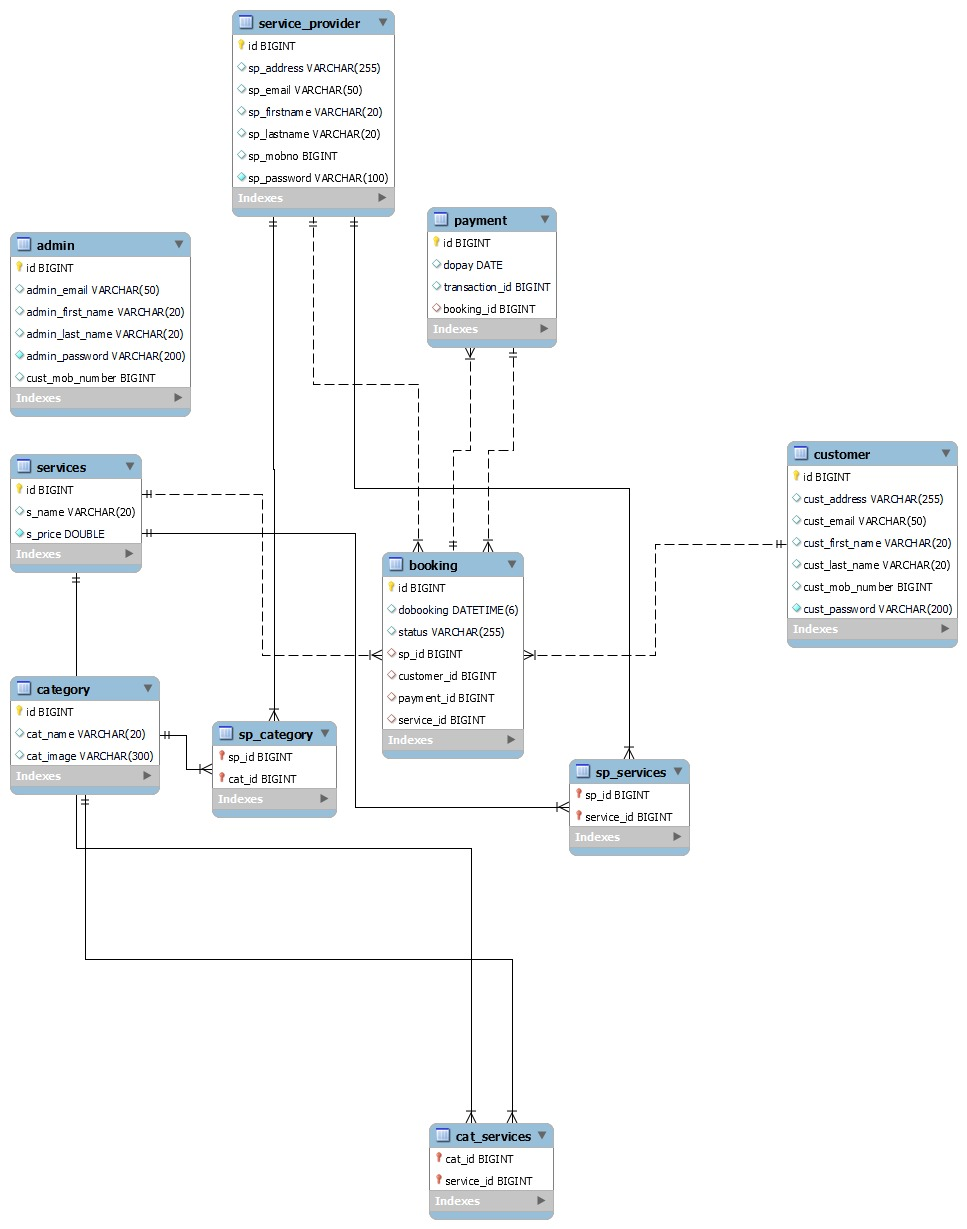 service_provider
id BIGINT
sp_address VARCHAR(255)
sp_email VARCHAR(50)
sp_firstname VARCHAR(20)
sp_lastname VARCHAR(20)
sp_mobno BIGINT
sp_password VARCHAR(100)
Indexes
payment
id BIGINT
dopay DATE
transaction_id BIGINT
booking_id BIGINT
Indexes
admin
id BIGINT
admin_email VARCHAR(50)
admin_first_name VARCHAR(20)
admin_last_name VARCHAR(20)
admin_password VARCHAR(200)
cust_mob_number BIGINT
Indexes
services
id BIGINT
s_name VARCHAR(20)
s_price DOUBLE
Indexes
customer
id BIGINT
cust_address VARCHAR(255)
cust_email VARCHAR(50)
cust_first_name VARCHAR(20)
cust_last_name VARCHAR(20)
cust_mob_number BIGINT
cust_password VARCHAR(200)
Indexes
booking
id BIGINT
dobooking DATETIME(6)
status VARCHAR(255)
sp_id BIGINT
customer_id BIGINT
payment_id BIGINT
service_id BIGINT
Indexes
category
id BIGINT
cat_name VARCHAR(20)
cat_image VARCHAR(300)
Indexes
sp_category
sp_id BIGINT
cat_id BIGINT
Indexes
sp_services
sp_id BIGINT
service_id BIGINT
Indexes
cat_services
cat_id BIGINT
service_id BIGINT
Indexes